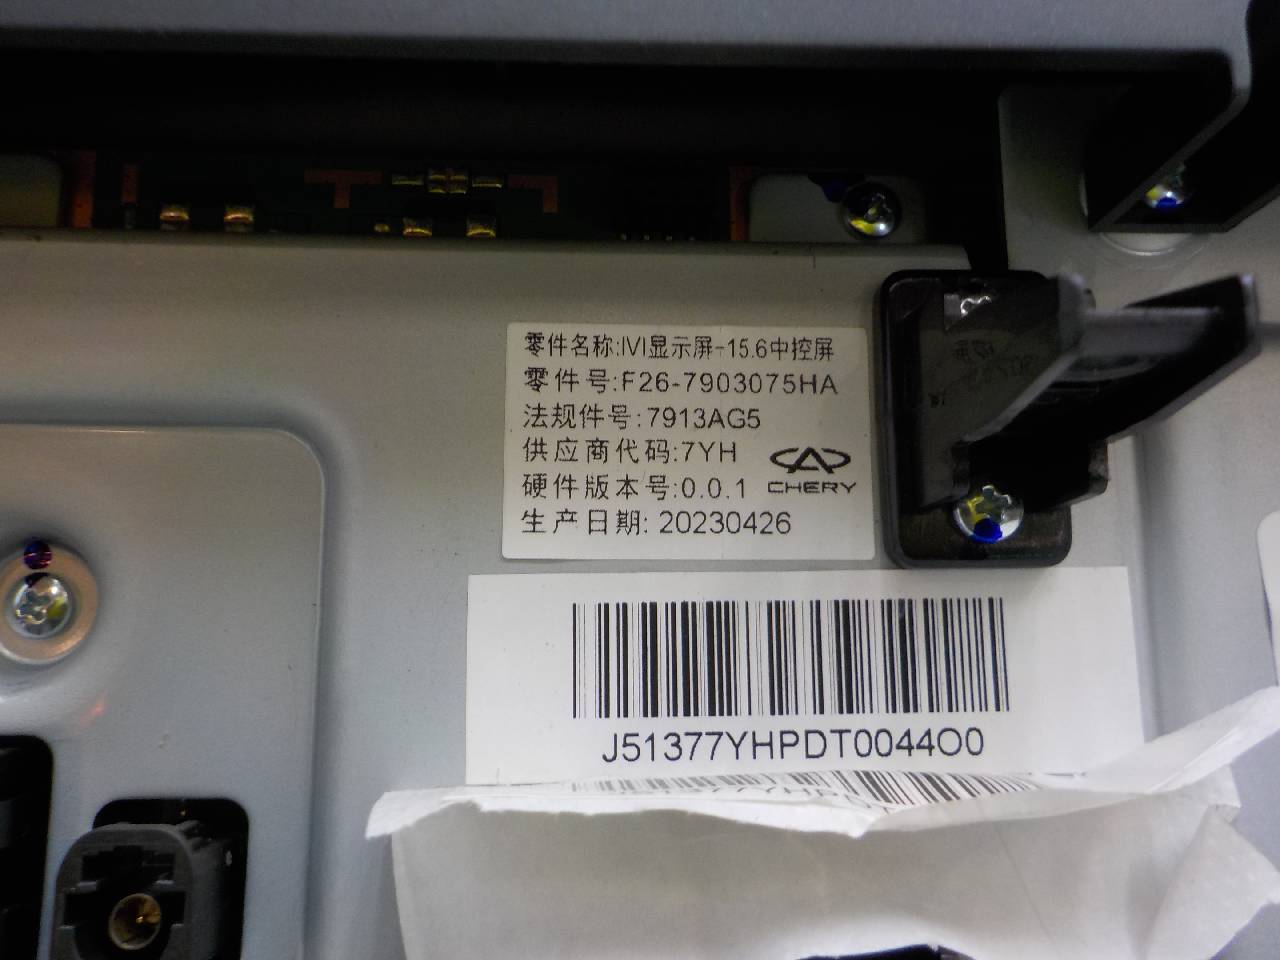 零件名称:IVI显示屏-15.6中控屏
零件号:F26-7903075HA
法规件号:7913AG5
供应商代码:7YH
硬件版本号:0.0.1
CHERY
生产日期: 20230426
J51377YHPDT0044O0